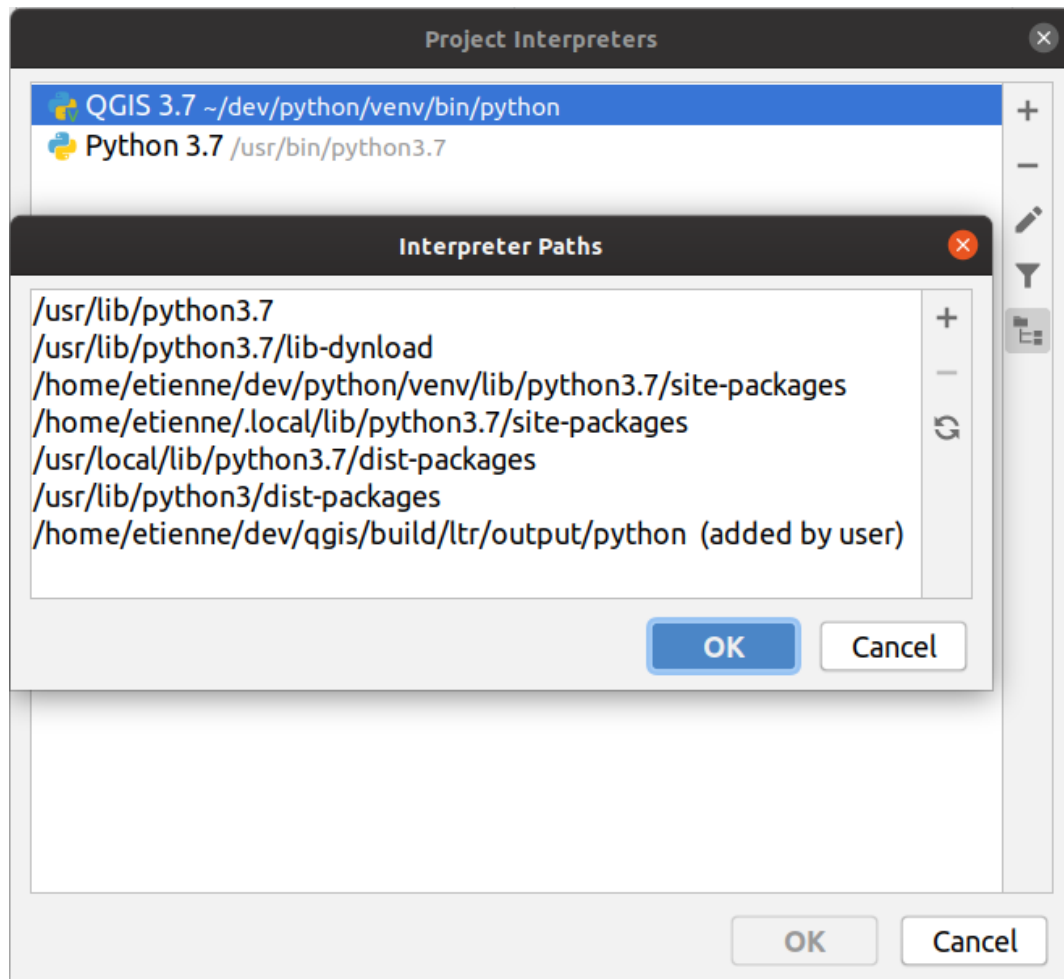 Project Interpreters
QGIS 3.7 ~/dev/python/venv/bin/python
Python 3.7 /usr/bin/python3.7
Interpreter Paths
/usr/lib/python3.7
/usr/lib/python3.7/lib-dynload
/home/etienne/dev/python/venv/lib/python3.7/site-packages
/home/etienne/.local/lib/python3.7/site-packages
/usr/local/lib/python3.7/dist-packages
/usr/lib/python3/dist-packages
/home/etienne/dev/qgis/build/ltr/output/python (added by user)
OK Cancel
OK Cancel